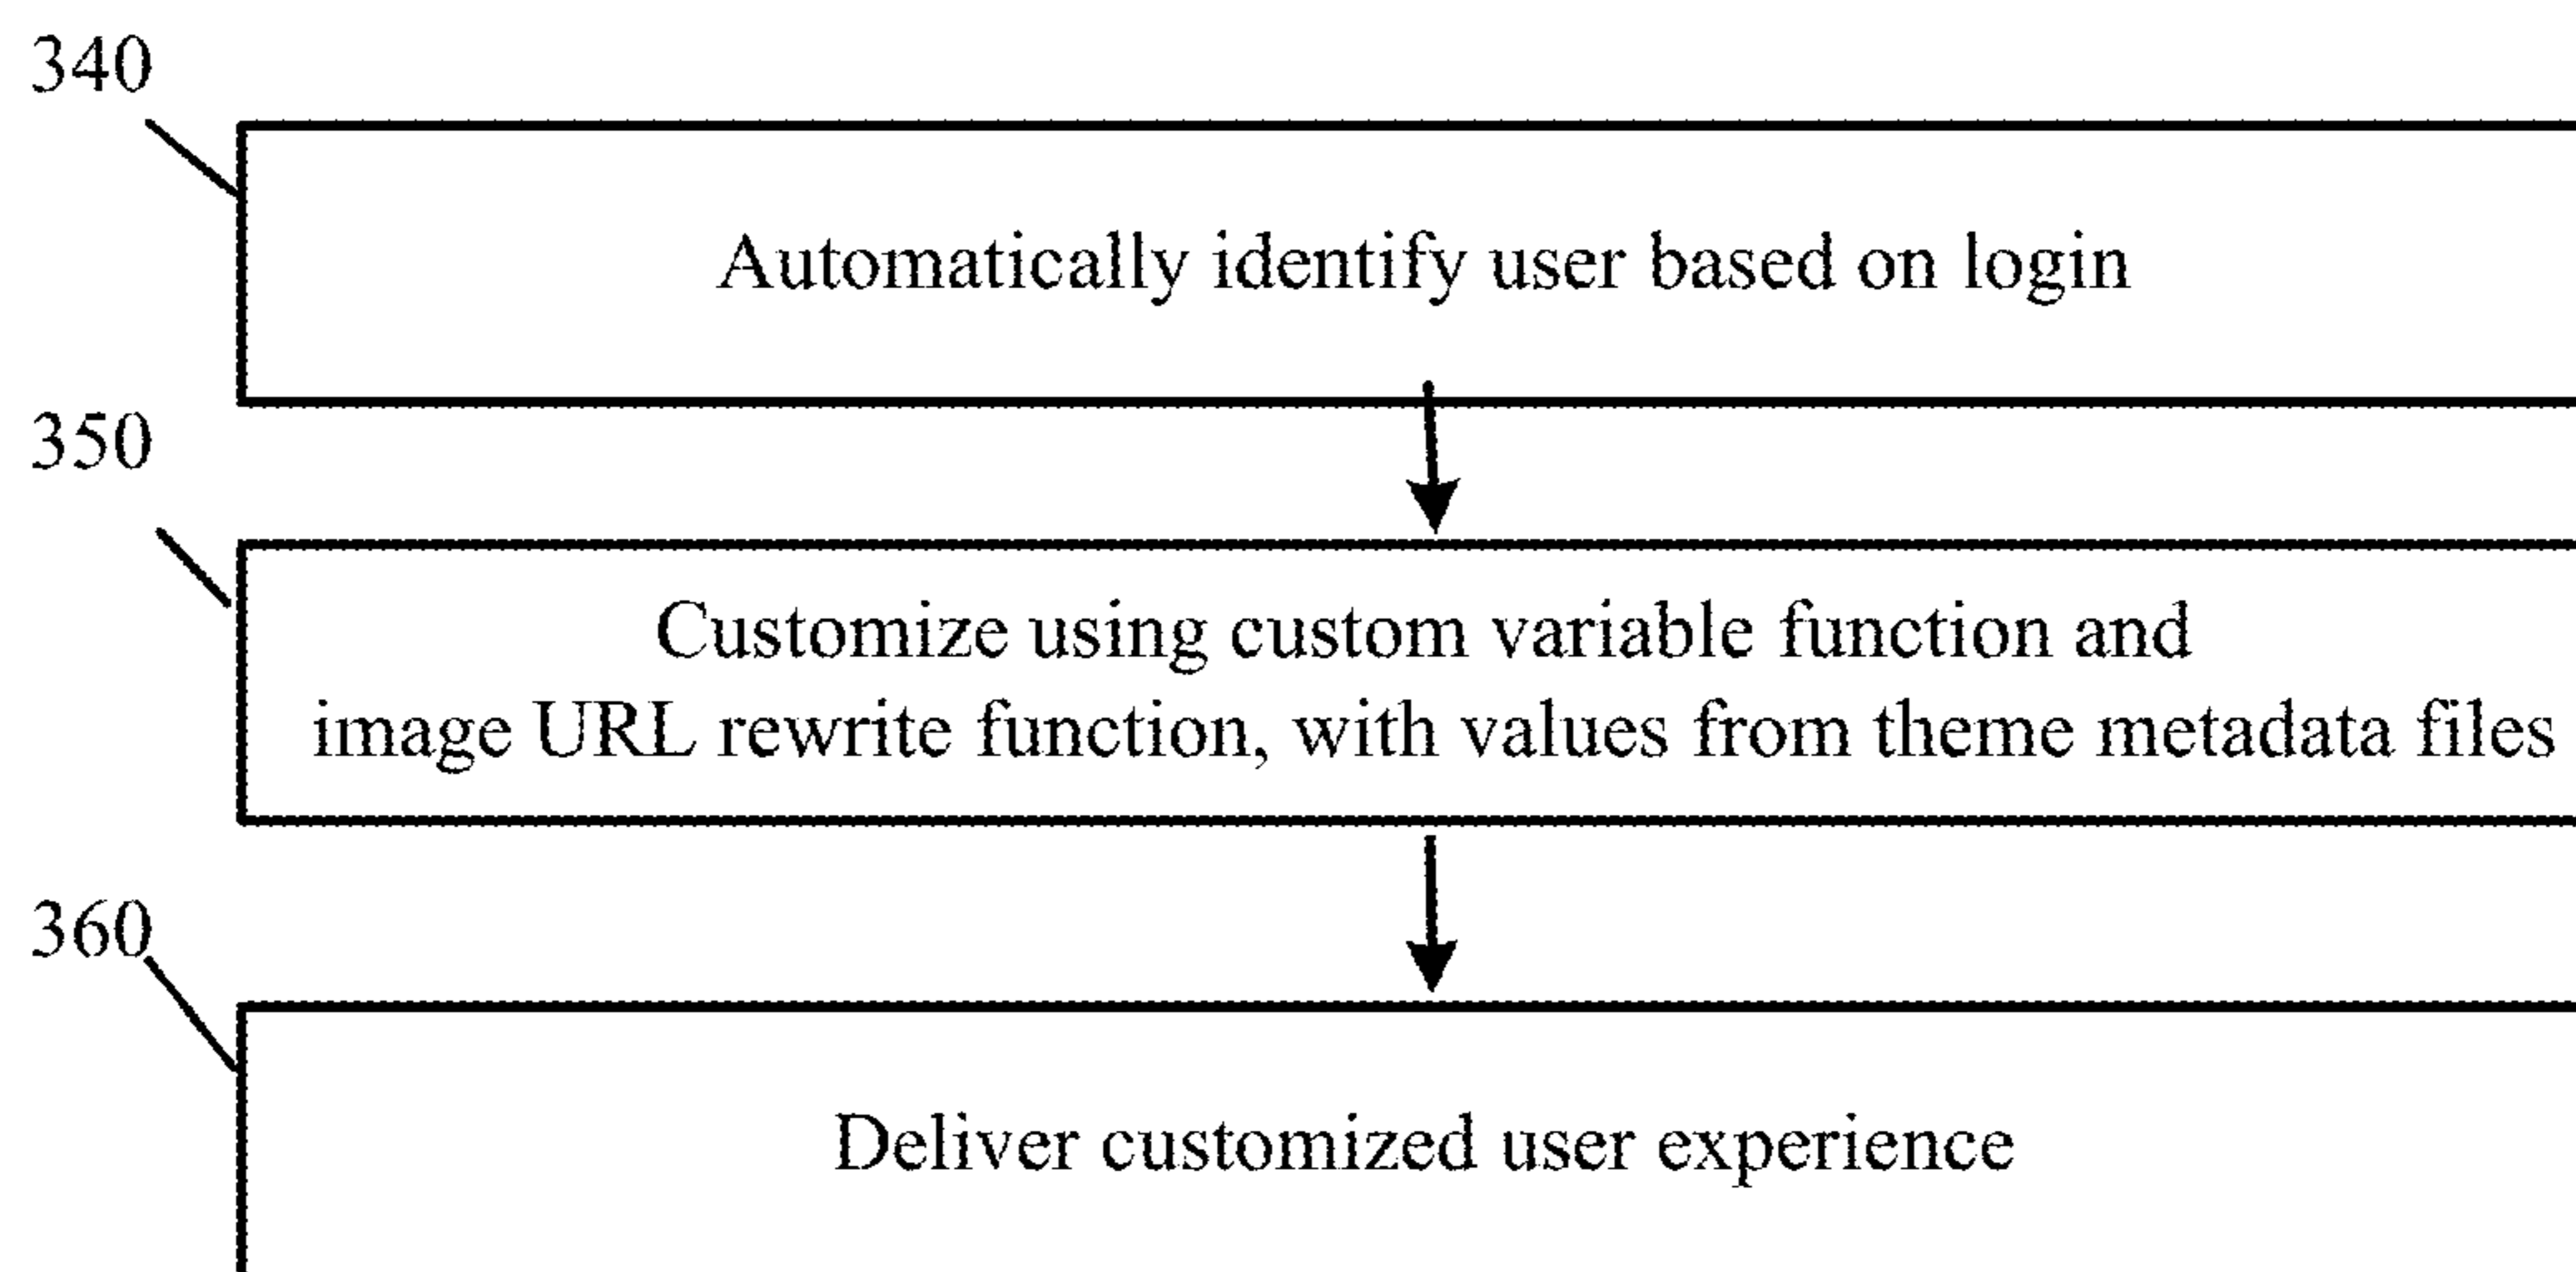 340
Automatically identify user based on login
350
Customize using custom variable function and
image URL rewrite function, with values from theme metadata files
360
Deliver customized user experience